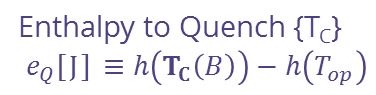 Enthalpy to Quench {T_C}
e_Q[J] ≡ h(T_C(B)) − h(T_op)